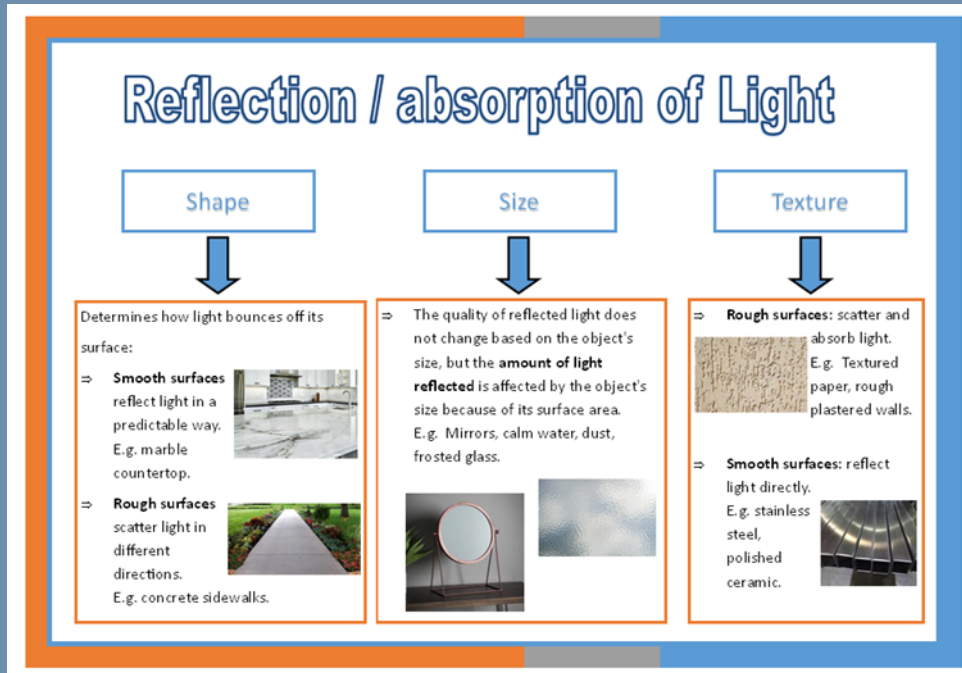 Reflection / absorption of Light
Shape
Determines how light bounces off its
surface:
⇒ Smooth surfaces
reflect light in a
predictable way.
E.g. marble
countertop.
⇒ Rough surfaces
scatter light in
different
directions.
E.g. concrete sidewalks.
Size
⇒ The quality of reflected light does
not change based on the object's
size, but the amount of light
reflected is affected by the object's
size because of its surface area.
E.g. Mirrors, calm water, dust,
frosted glass.
Texture
⇒ Rough surfaces: scatter and
absorb light.
E.g. Textured
paper, rough
plastered walls.
⇒ Smooth surfaces: reflect
light directly.
E.g. stainless
steel,
polished
ceramic.